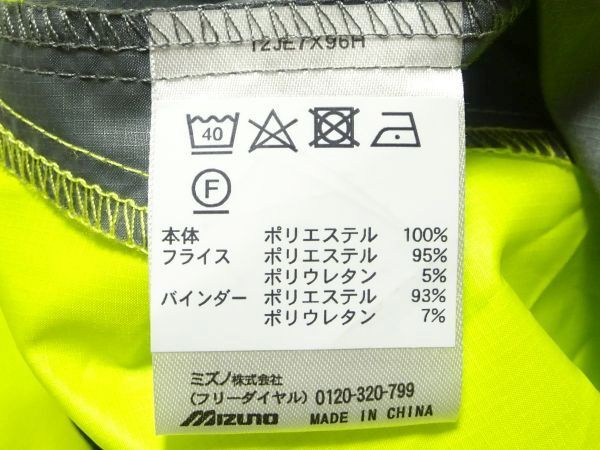 12JE7X96H
40
F
本体 ポリエステル 100%
フライス ポリエステル 95%
ポリウレタン 5%
バインダー ポリエステル 93%
ポリウレタン 7%
ミズノ株式会社
(フリーダイヤル) 0120-320-799
MIZUNO MADE IN CHINA